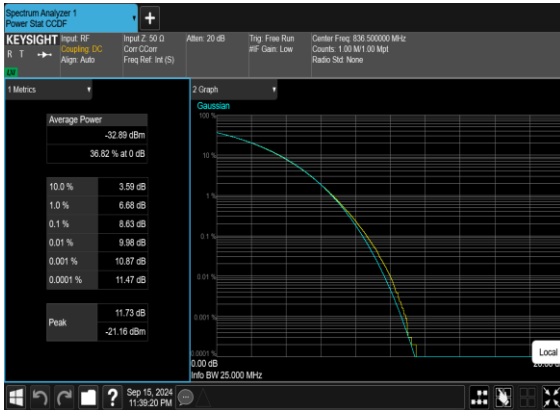 Spectrum Analyzer 1
Power Stat CCDF
+
KEYSIGHT
R T
LV
Input: RF
Coupling: DC
Align: Auto
Input Z: 50 Ω
Corr CCorr
Freq Ref: Int (S)
Atten: 20 dB
Trig: Free Run
#IF Gain: Low
Center Freq: 836.500000 MHz
Counts: 1.00 M/1.00 Mpt
Radio Std: None
1 Metrics
Average Power
-32.89 dBm
36.82 % at 0 dB
10.0 % 3.59 dB
1.0 % 6.68 dB
0.1 % 8.63 dB
0.01 % 9.98 dB
0.001 % 10.87 dB
0.0001 % 11.47 dB
Peak
11.73 dB
-21.16 dBm
2 Graph
Gaussian
100 %
10 %
1 %
0.1 %
0.01 %
0.001 %
0.0001 %
0.00 dB
Info BW 25.000 MHz
Local
?
Sep 15, 2024
11:39:20 PM